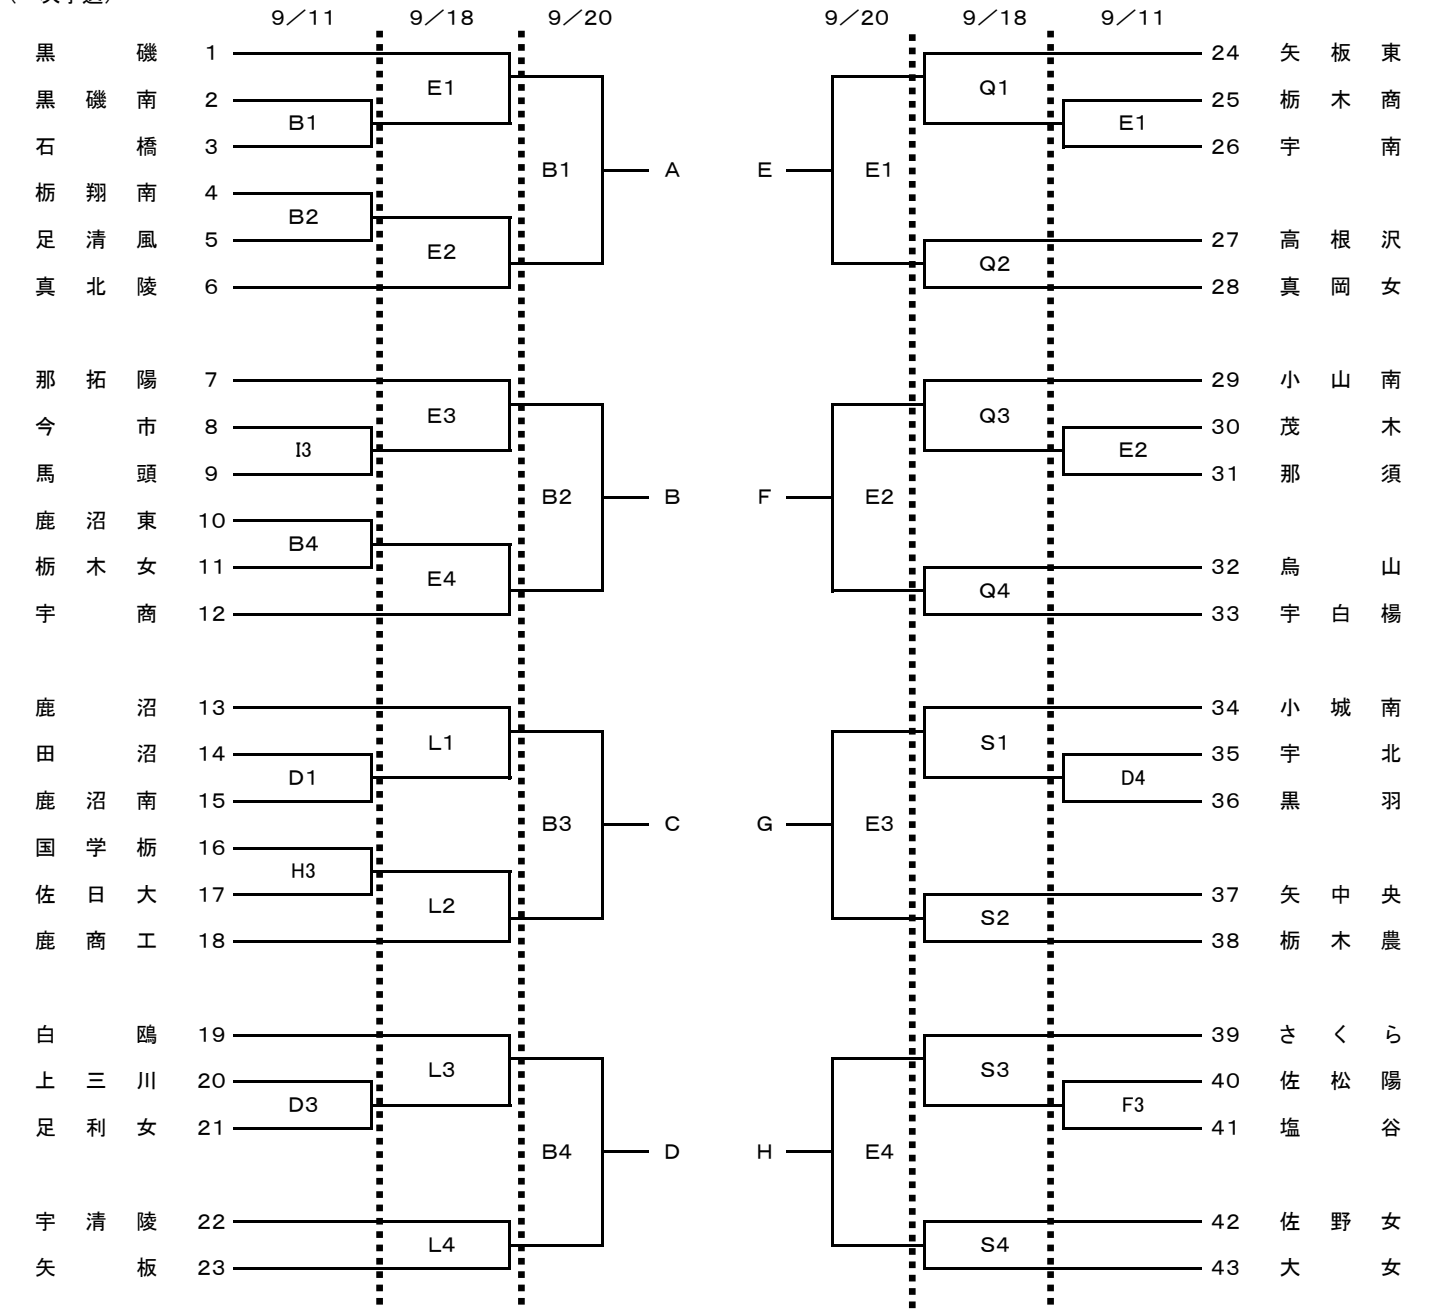 9／11 9／18 9／20 9／20 9／18 9／11
黒磯 1 24 矢板東
E1 Q1
黒磯南 2 25 栃木商
B1 E1
石橋 3 26 宇南
B1 A E E1
栃翔南 4
B2
足清風 5 27 高根沢
E2 Q2
真北陵 6 28 真岡女
那拓陽 7 29 小山南
E3 Q3
今市 8 30 茂木
I3 E2
馬頭 9 31 那須
B2 B F E2
鹿沼東 10
B4
栃木女 11 32 烏山
E4 Q4
宇商 12 33 宇白楊
鹿沼 13 34 小城南
L1 S1
田沼 14 35 宇北
D1 D4
鹿沼南 15 36 黒羽
B3 C G E3
国学栃 16
H3
佐日大 17 37 矢中央
L2 S2
鹿商工 18 38 栃木農
白鴎 19 39 さくら
L3 S3
上三川 20 40 佐松陽
D3 F3
足利女 21 41 塩谷
B4 D H E4
宇清陵 22 42 佐野女
L4 S4
矢板 23 43 大女